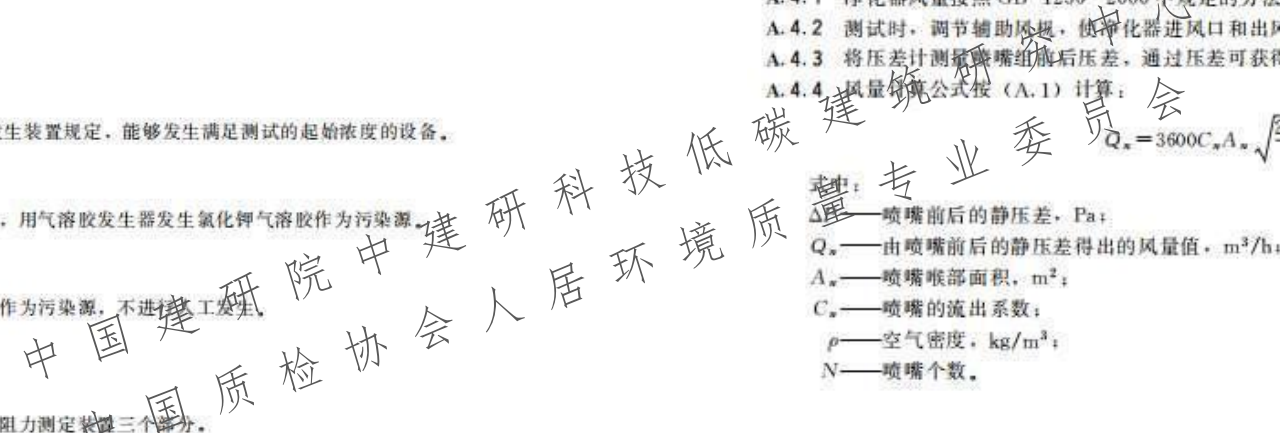 生装置规定，能够发生满足测试的起始浓度的设备。
，用气溶胶发生器发生氯化钾气溶胶作为污染源。
作为污染源，不进行人工发生。
阻力测定装置三个部分。
A.4.2 测试时，调节辅助风机，使净化器进风口和出风
A.4.3 将压差计测量喷嘴组前后压差，通过压差可获得
A.4.4 风量计算公式按（A.1）计算：
Qₙ=3600CₙAₙ√
式中：
——喷嘴前后的静压差，Pa；
Qₙ——由喷嘴前后的静压差得出的风量值，m³/h；
Aₙ——喷嘴喉部面积，m²；
Cₙ——喷嘴的流出系数；
ρ——空气密度，kg/m³；
N——喷嘴个数。
中国建研院中建研科技低碳建筑研究中心
国质检协会人居环境质量专业委员会